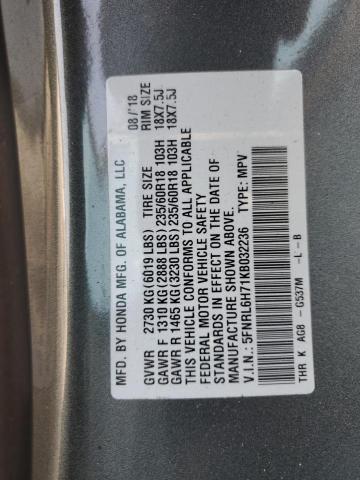 MFD. BY HONDA MFG. OF ALABAMA, LLC 08/'18
GVWR 2730 KG(6019 LBS) TIRE SIZE RIM SIZE
GAWR F 1310 KG(2888 LBS)235/60R18 103H 18X7.5J
GAWR R 1465 KG(3230 LBS)235/60R18 103H 18X7.5J
THIS VEHICLE CONFORMS TO ALL APPLICABLE
FEDERAL MOTOR VEHICLE SAFETY
STANDARDS IN EFFECT ON THE DATE OF
MANUFACTURE SHOWN ABOVE.
V.I.N.: 5FNRL6H71KB032236 TYPE: MPV
THR K AG8 -G537M -L-B